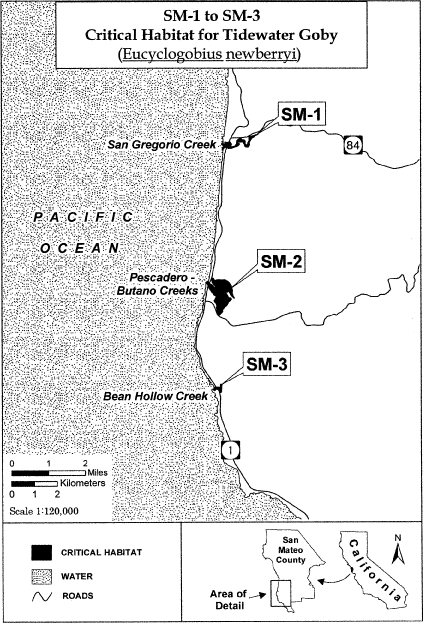 SM-1 to SM-3
Critical Habitat for Tidewater Goby
(Eucyclogobius newberryi)
SM-1
San Gregorio Creek
84
PACIFIC
OCEAN
SM-2
Pescadero -
Butano Creeks
SM-3
Bean Hollow Creek
1
0 1 2
Miles
Kilometers
0 1 2
Scale 1:120,000
CRITICAL HABITAT
WATER
ROADS
San
Mateo
County
California
N
Area of
Detail